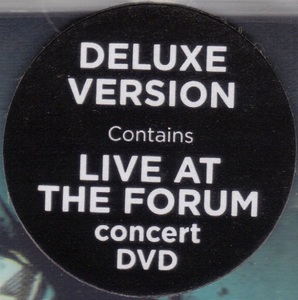 DELUXE
VERSION
Contains
LIVE AT
THE FORUM
concert
DVD